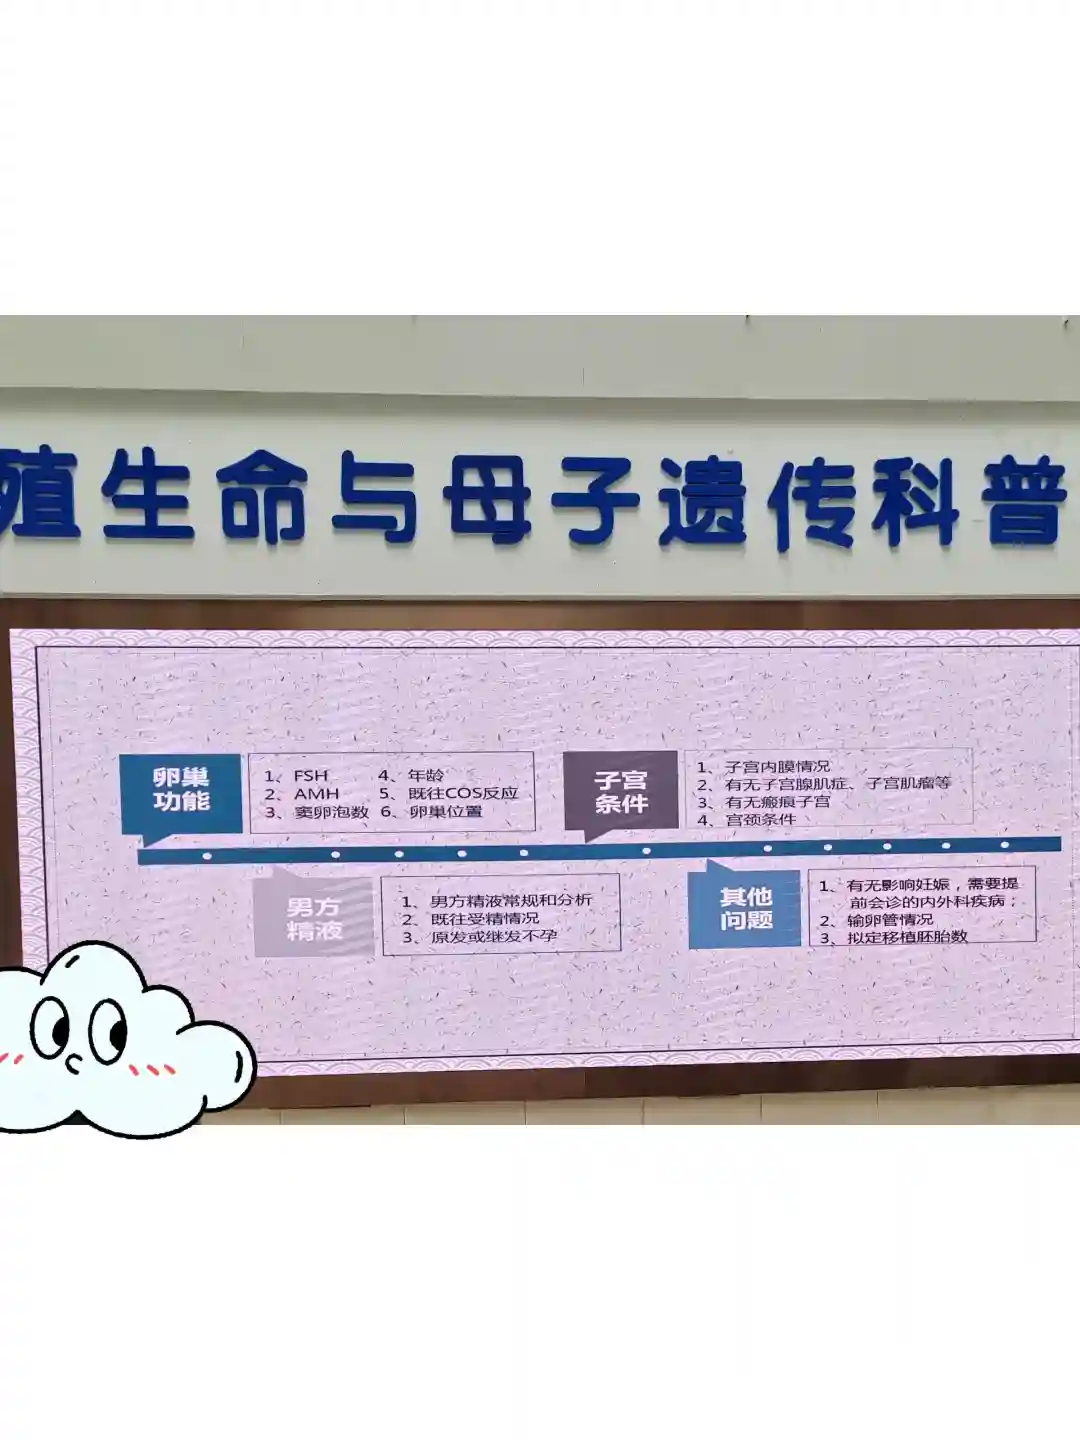 殖生命与母子遗传科普
卵巢
功能
1、FSH
2、AMH
3、窦卵泡数
4、年龄
5、既往COS反应
6、卵巢位置
子宫
条件
1、子宫内膜情况
2、有无子宫腺肌症、子宫肌瘤等
3、有无瘢痕子宫
4、宫颈条件
男方
精液
1、男方精液常规和分析
2、既往受精情况
3、原发或继发不孕
其他
问题
1、有无影响妊娠，需要提
前会诊的内外科疾病；
2、输卵管情况
3、拟定移植胚胎数